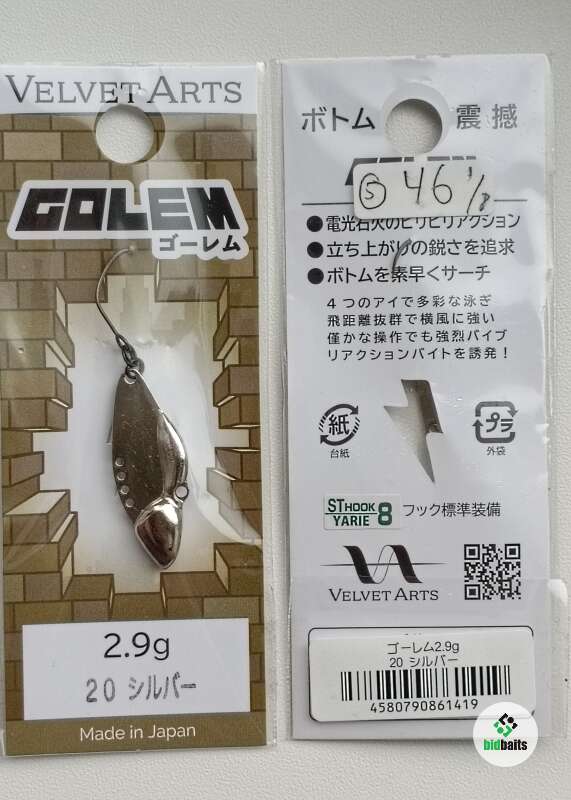 VELVET ARTS
GOLEM
ゴーレム
2.9g
20 シルバー
Made in Japan
ボトム 震撼
⑤ 46 1/8
●電光石火のビリビリアクション
●立ち上がりの鋭さを追求
●ボトムを素早くサーチ
4つのアイで多彩な泳ぎ
飛距離抜群で横風に強い
僅かな操作でも強烈バイブ
リアクションバイトを誘発!
紙
台紙
プラ
外袋
ST HOOK
YARIE 8
フック標準装備
VELVET ARTS
ゴーレム2.9g
20 シルバー
4580790861419
bidbaits